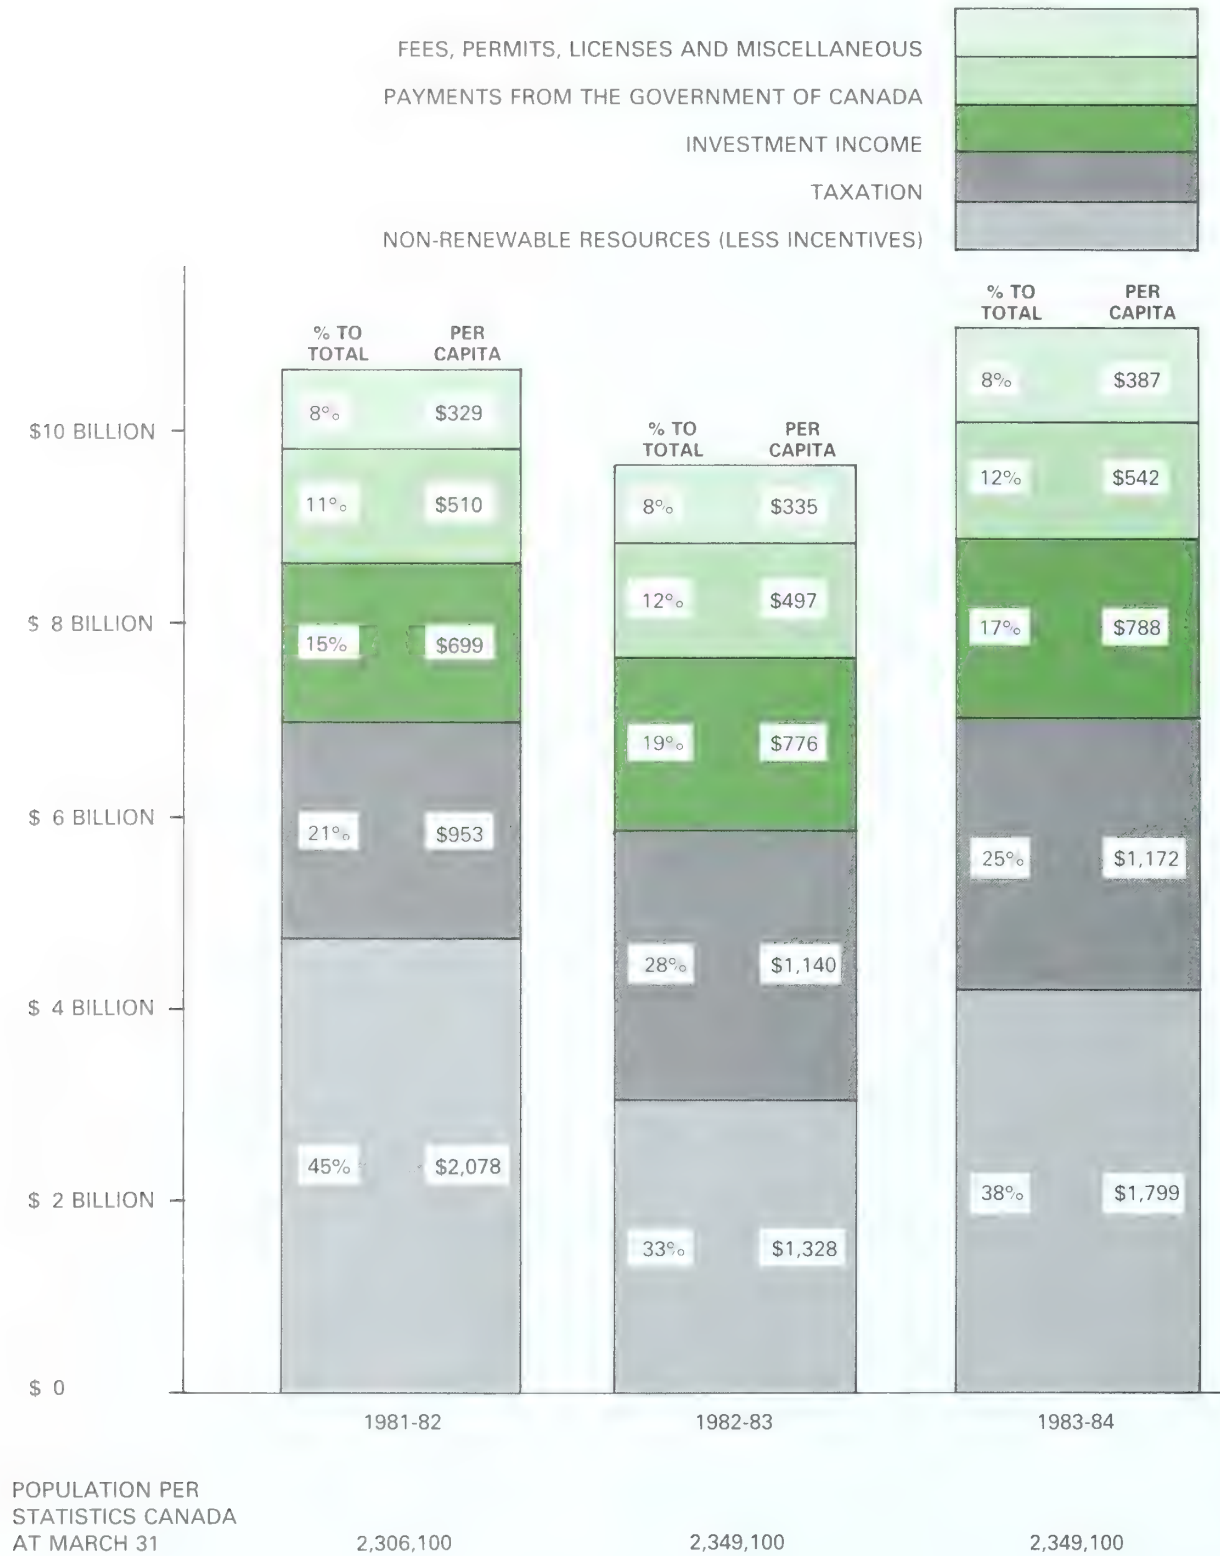 FEES, PERMITS, LICENSES AND MISCELLANEOUS
PAYMENTS FROM THE GOVERNMENT OF CANADA
INVESTMENT INCOME
TAXATION
NON-RENEWABLE RESOURCES (LESS INCENTIVES)
% TO TOTAL PER CAPITA
8% $329
11% $510
15% $699
21% $953
45% $2,078
% TO TOTAL PER CAPITA
8% $335
12% $497
19% $776
28% $1,140
33% $1,328
% TO TOTAL PER CAPITA
8% $387
12% $542
17% $788
25% $1,172
38% $1,799
$10 BILLION
$ 8 BILLION
$ 6 BILLION
$ 4 BILLION
$ 2 BILLION
$ 0
1981-82 1982-83 1983-84
POPULATION PER
STATISTICS CANADA
AT MARCH 31 2,306,100 2,349,100 2,349,100